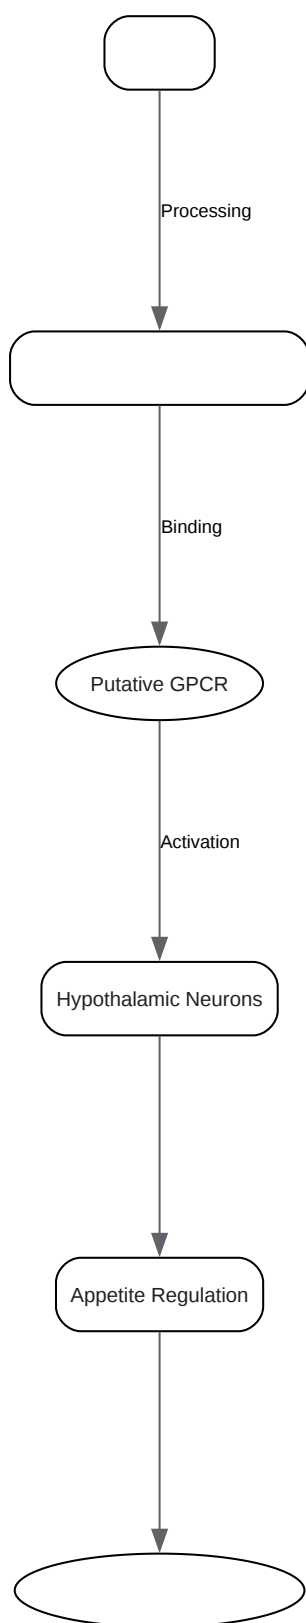 Processing
Binding
Putative GPCR
Activation
Hypothalamic Neurons
Appetite Regulation